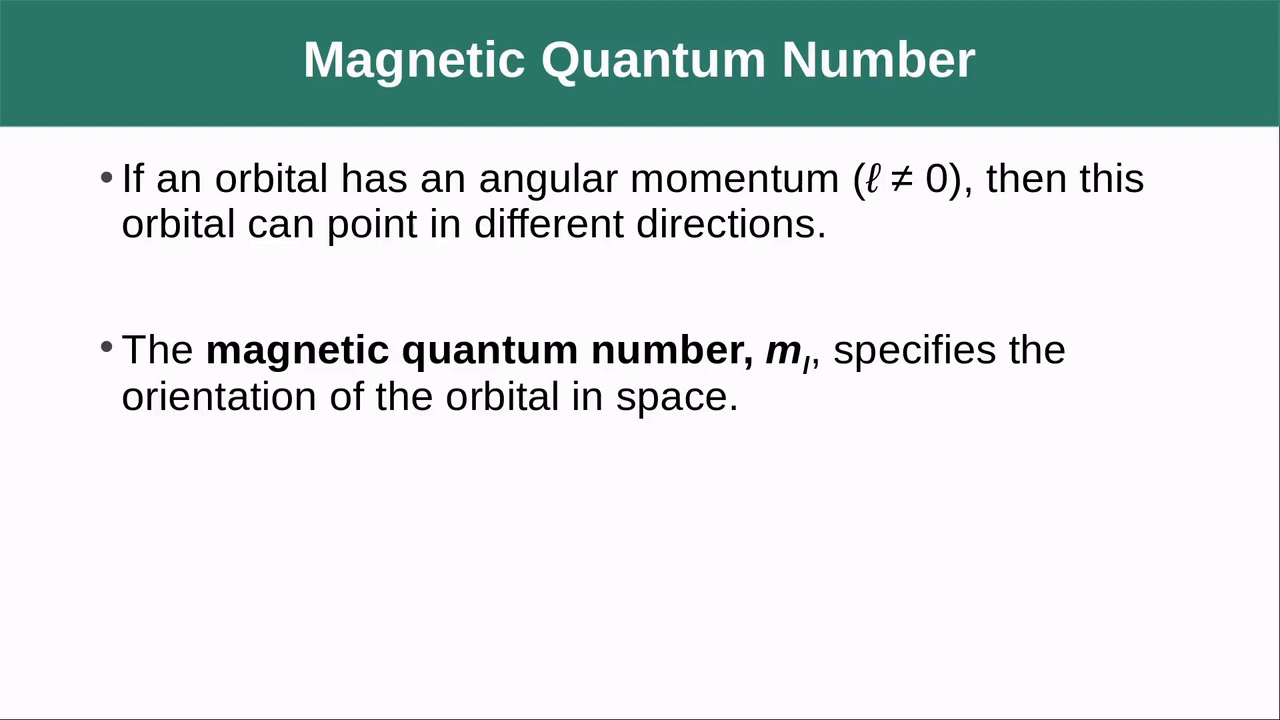 Magnetic Quantum Number
• If an orbital has an angular momentum (ℓ ≠ 0), then this
orbital can point in different directions.
• The magnetic quantum number, mₗ, specifies the
orientation of the orbital in space.